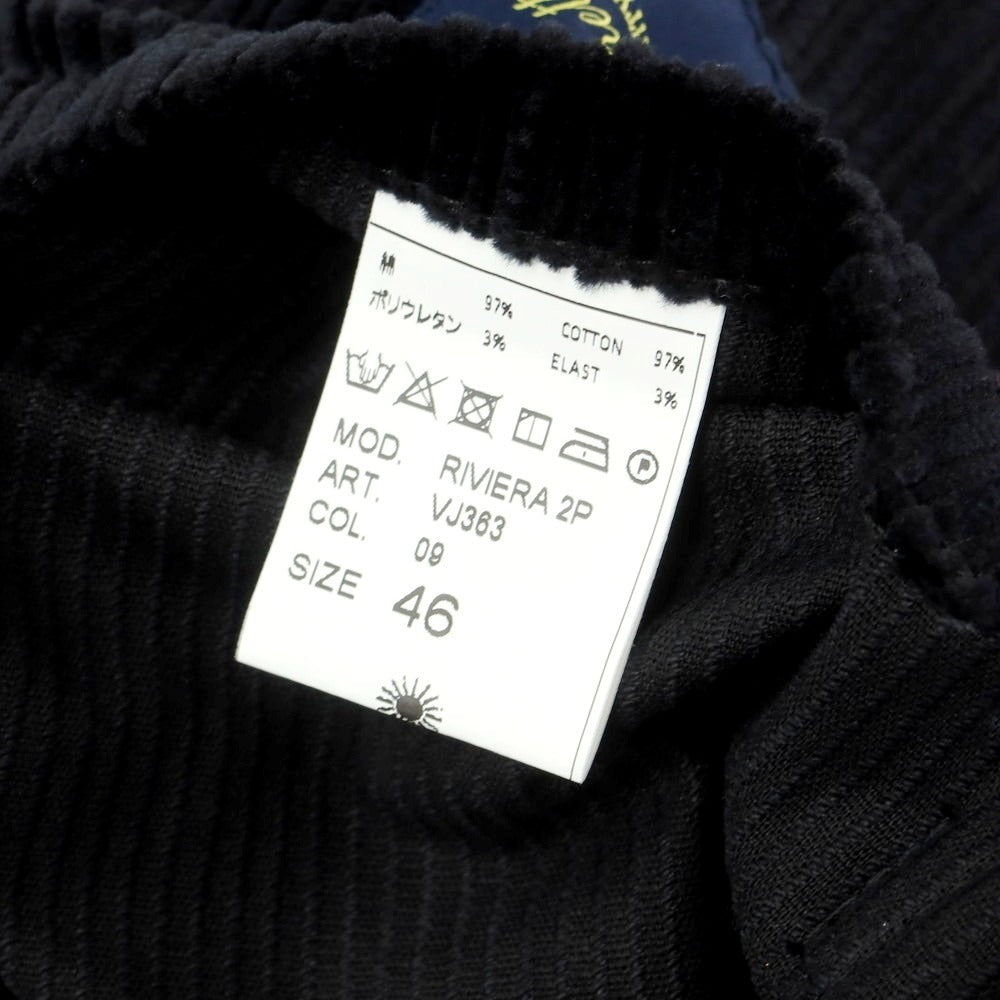 綿 97% COTTON 97%
ポリウレタン 3% ELAST 3%
P
MOD. RIVIERA 2P
ART. VJ363
COL. 09
SIZE 46